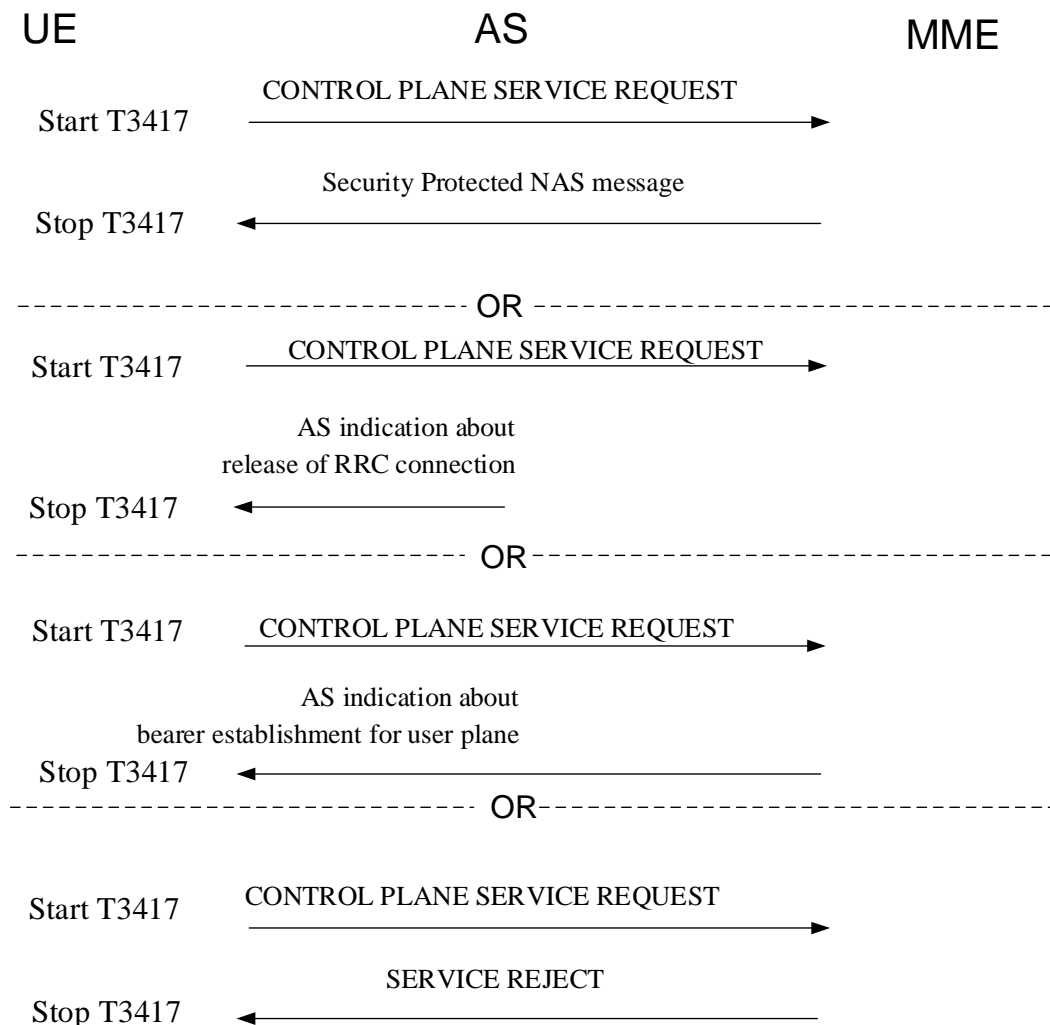 UE AS MME
CONTROL PLANE SERVICE REQUEST
Start T3417
Security Protected NAS message
Stop T3417
OR
CONTROL PLANE SERVICE REQUEST
Start T3417
AS indication about
release of RRC connection
Stop T3417
OR
Start T3417 CONTROL PLANE SERVICE REQUEST
AS indication about
bearer establishment for user plane
Stop T3417
OR
CONTROL PLANE SERVICE REQUEST
Start T3417
SERVICE REJECT
Stop T3417